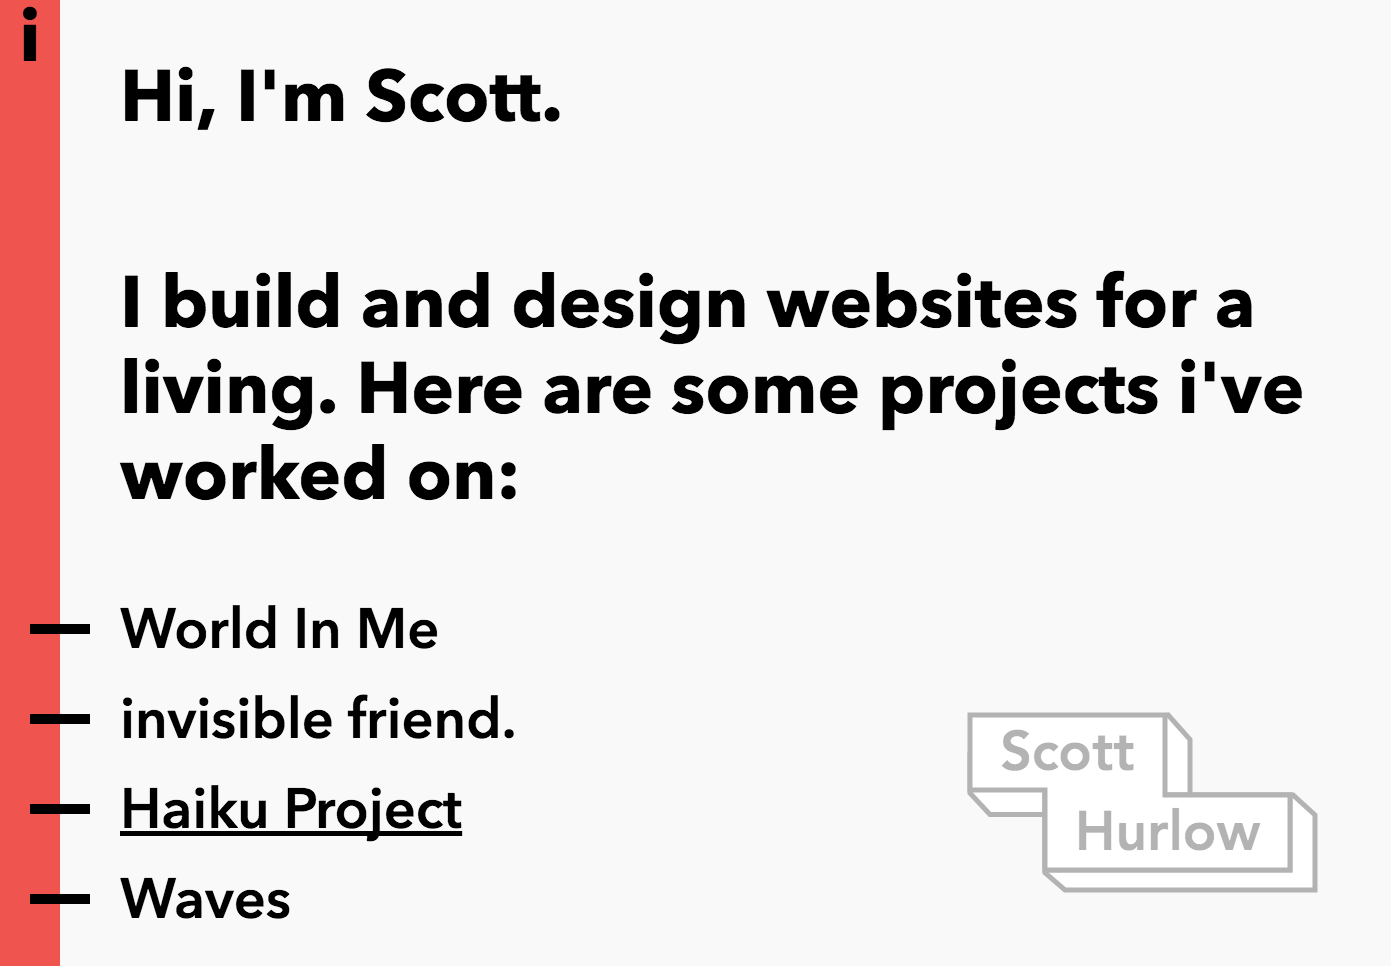 i
Hi, I'm Scott.
I build and design websites for a
living. Here are some projects i've
worked on:
World In Me
invisible friend.
Haiku Project
Waves
Scott
Hurlow